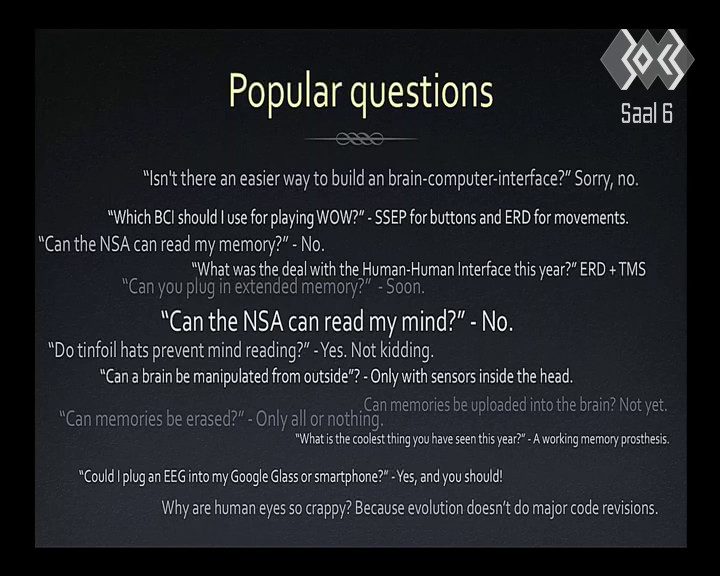 Popular questions
Saal 6
“Isn't there an easier way to build an brain-computer-interface?” Sorry, no.
“Which BCI should I use for playing WOW?” - SSEP for buttons and ERD for movements.
“Can the NSA can read my memory?” - No.
“What was the deal with the Human-Human Interface this year?” ERD + TMS
“Can you plug in extended memory?” - Soon.
“Can the NSA can read my mind?” - No.
“Do tinfoil hats prevent mind reading?” - Yes. Not kidding.
“Can a brain be manipulated from outside”? - Only with sensors inside the head.
Can memories be uploaded into the brain? Not yet.
“Can memories be erased?” - Only all or nothing.
“What is the coolest thing you have seen this year?” - A working memory prosthesis.
“Could I plug an EEG into my Google Glass or smartphone?” - Yes, and you should!
Why are human eyes so crappy? Because evolution doesn't do major code revisions.